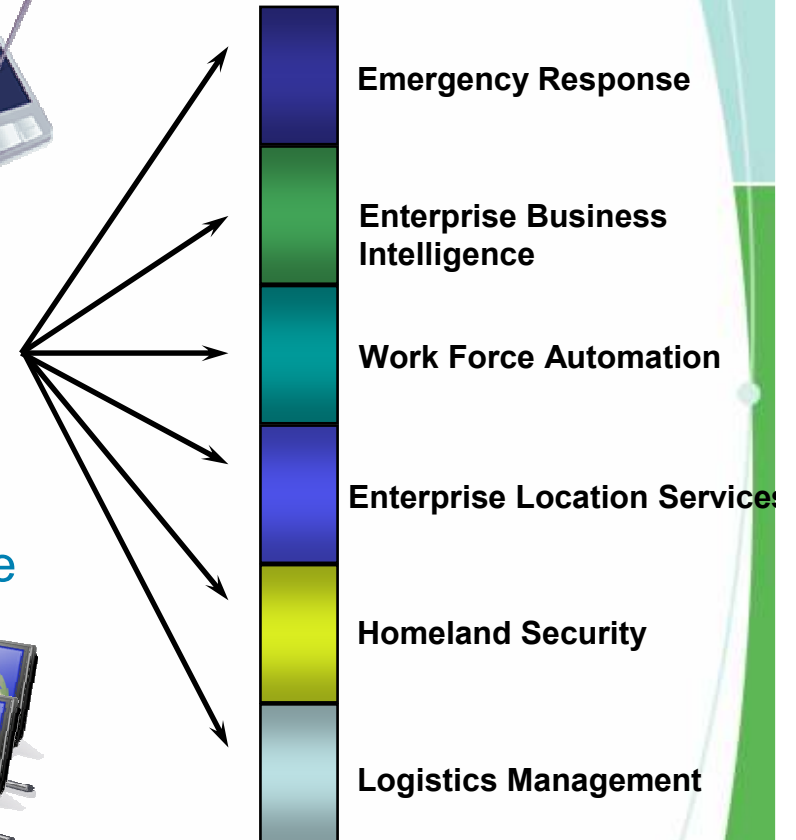 Emergency Response
Enterprise Business
Intelligence
Work Force Automation
Enterprise Location Services
e
Homeland Security
Logistics Management